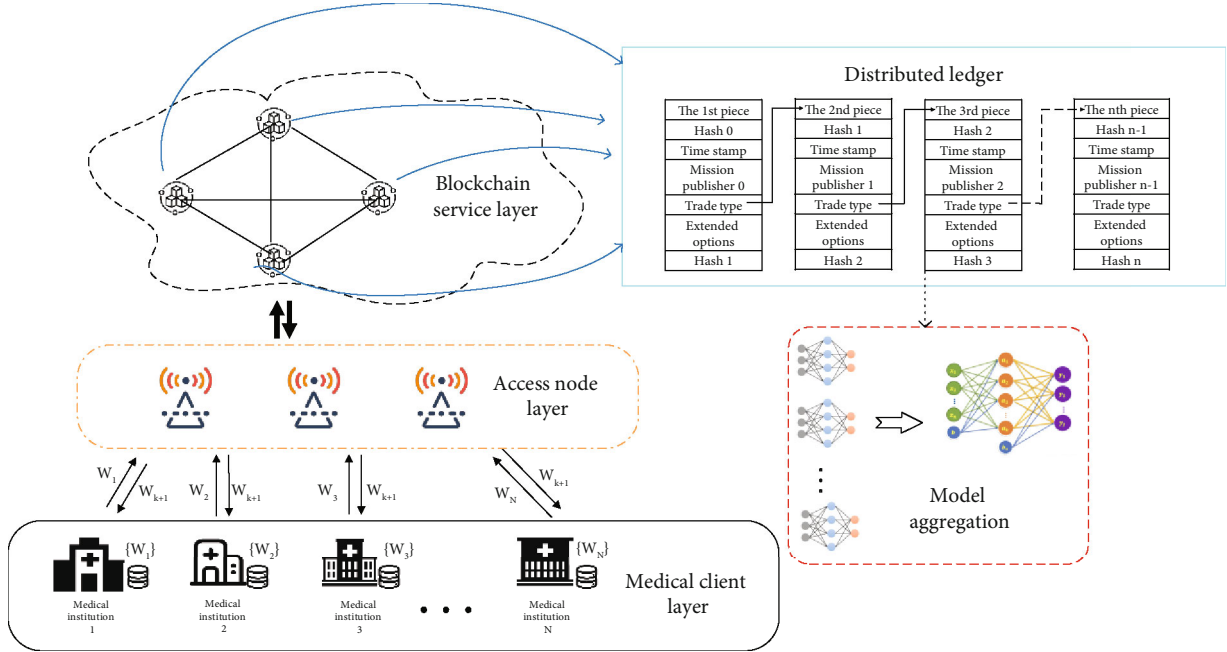 Blockchain
service layer
Distributed ledger
The 1st piece
Hash 0
Time stamp
Mission
publisher 0
Trade type
Extended
options
Hash 1
The 2nd piece
Hash 1
Time stamp
Mission
publisher 1
Trade type
Extended
options
Hash 2
The 3rd piece
Hash 2
Time stamp
Mission
publisher 2
Trade type
Extended
options
Hash 3
The nth piece
Hash n-1
Time stamp
Mission
publisher n-1
Trade type
Extended
options
Hash n
Access node
layer
W1
Wk+1
W2
Wk+1
W3
Wk+1
WN
Wk+1
Model
aggregation
{W1}
{W2}
{W3}
{WN}
Medical
institution
1
Medical
institution
2
Medical
institution
3
• • •
Medical
institution
N
Medical client
layer